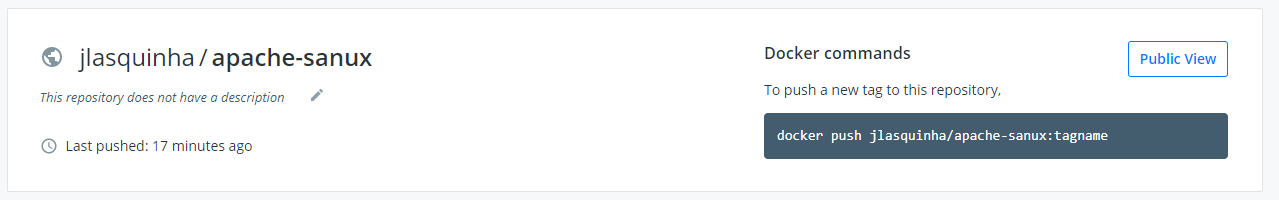 jlasquinha / apache-sanux
This repository does not have a description
Last pushed: 17 minutes ago
Docker commands
Public View
To push a new tag to this repository,
docker push jlasquinha/apache-sanux:tagname